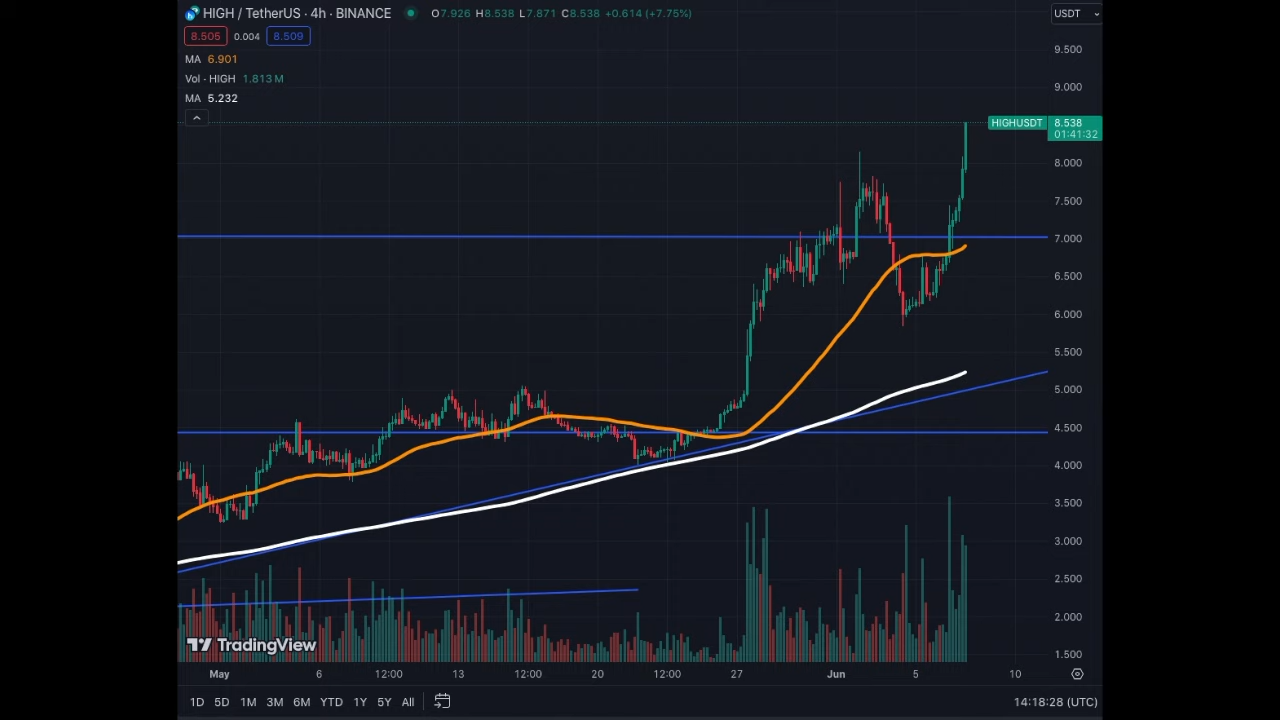 HIGH / TetherUS · 4h · BINANCE O7.926 H8.538 L7.871 C8.538 +0.614 (+7.75%)
USDT
8.505 0.004 8.509
MA 6.901
Vol · HIGH 1.813 M
MA 5.232
9.500
9.000
HIGHUSDT 8.538
01:41:32
8.000
7.500
7.000
6.500
6.000
5.500
5.000
4.500
4.000
3.500
3.000
2.500
2.000
1.500
TradingView
May 6 12:00 13 12:00 20 12:00 27 Jun 5 10
1D 5D 1M 3M 6M YTD 1Y 5Y All 14:18:28 (UTC)